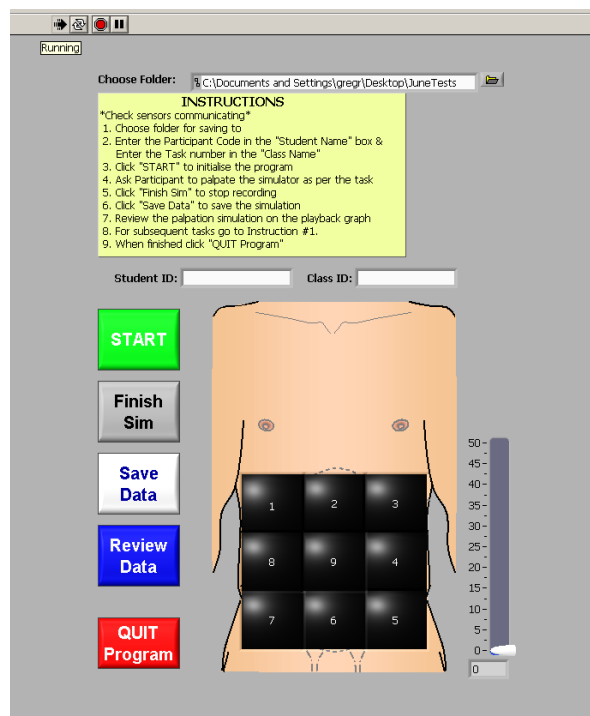 Running
Choose Folder: C:\Documents and Settings\gregr\Desktop\JuneTests
INSTRUCTIONS
*Check sensors communicating*
1. Choose folder for saving to
2. Enter the Participant Code in the "Student Name" box &
Enter the Task number in the "Class Name"
3. Click "START" to initialise the program
4. Ask Participant to palpate the simulator as per the task
5. Click "Finish Sim" to stop recording
6. Click "Save Data" to save the simulation
7. Review the palpation simulation on the playback graph
8. For subsequent tasks go to Instruction #1.
9. When finished click "QUIT Program"
Student ID: Class ID:
START
Finish
Sim
Save
Data
Review
Data
QUIT
Program
1 2 3
8 9 4
7 6 5
50
45
40
35
30
25
20
15
10
5
0
0